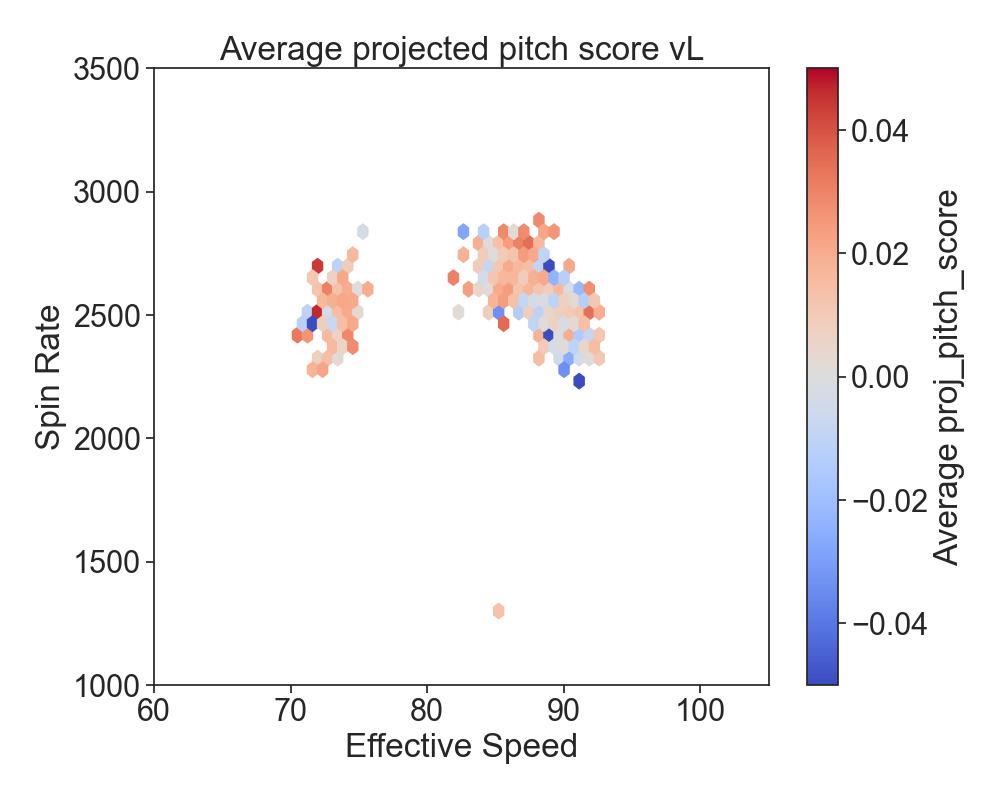 Average projected pitch score vL
3500
3000
2500
2000
1500
1000
Spin Rate
60 70 80 90 100
Effective Speed
0.04
0.02
0.00
−0.02
−0.04
Average proj_pitch_score